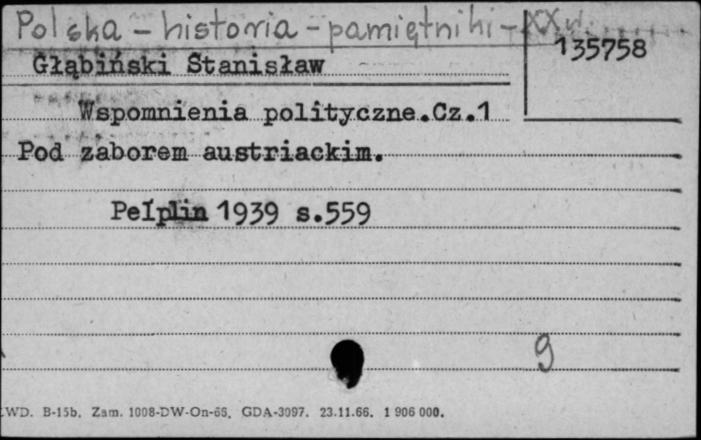 Polska - historia - pamiętniki - XX w.
135758
Głąbiński Stanisław
Wspomnienia polityczne.Cz.1
Pod zaborem austriackim.
Pelplin 1939 s.559
9
WD. B-15b. Zam. 1008-DW-On-66. GDA-3097. 23.11.66. 1 906 000.